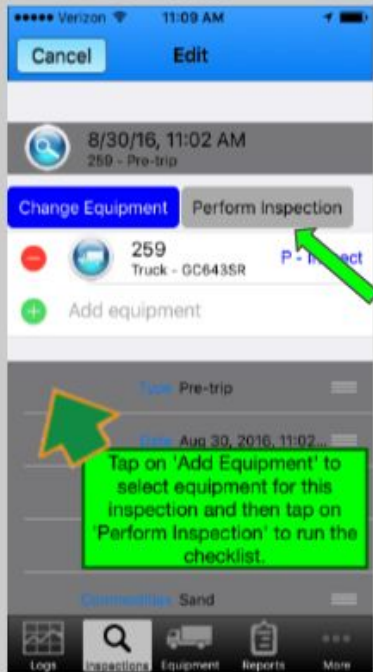 Verizon 11:09 AM
Cancel Edit
8/30/16, 11:02 AM
259 - Pre-trip
Change Equipment Perform Inspection
259
Truck - GC643SR
P - Inspect
Add equipment
Type Pre-trip
Date Aug 30, 2016, 11:02...
Tap on 'Add Equipment' to
select equipment for this
inspection and then tap on
'Perform Inspection' to run the
checklist.
Commodities Sand
Logs Inspections Equipment Reports More